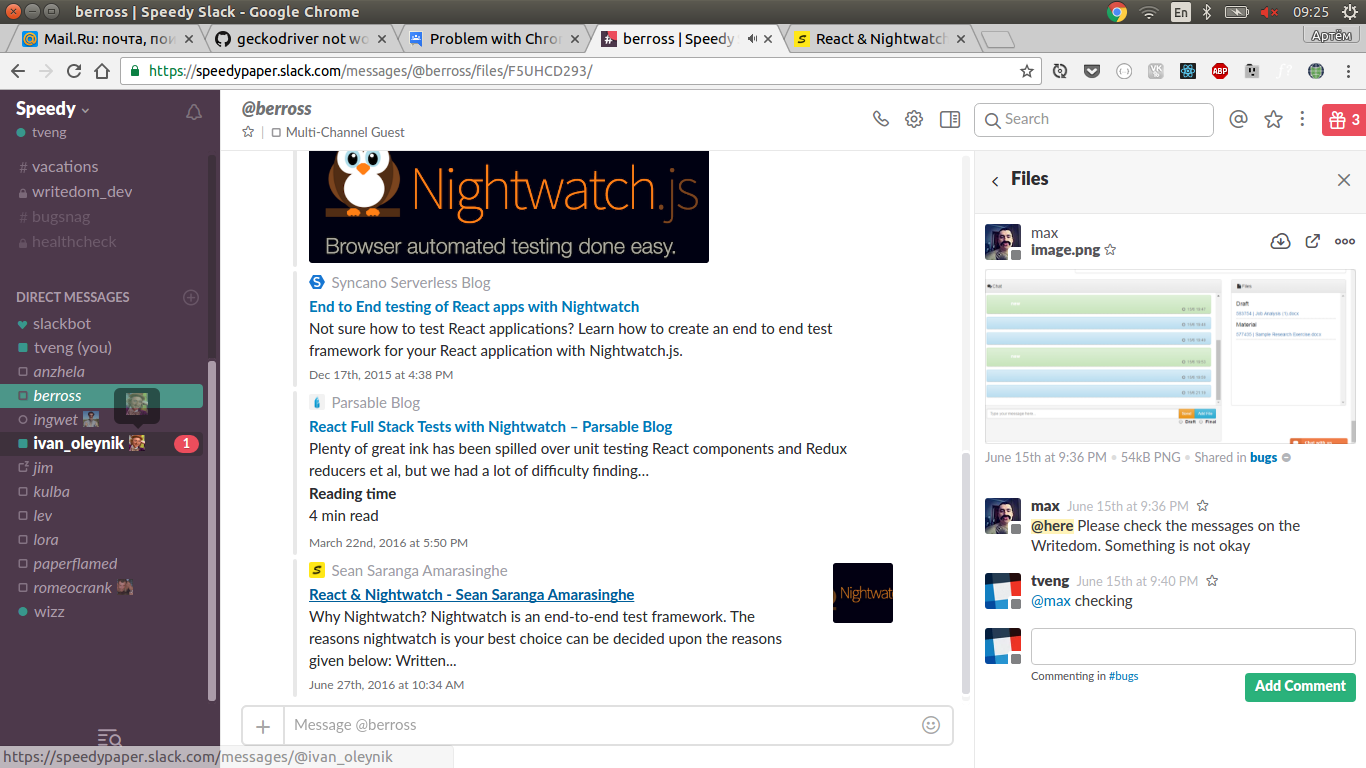 berross | Speedy Slack - Google Chrome
En
09:25
Mail.Ru: почта, пои
geckodriver not wo
Problem with Chro
berross | Speedy
React & Nightwatch
Артём
https://speedypaper.slack.com/messages/@berross/files/F5UHCD293/
ABP
Speedy
tveng
# vacations
writedom_dev
# bugsnag
healthcheck
DIRECT MESSAGES
slackbot
tveng (you)
anzhela
berross
ingwet
ivan_oleynik 1
jim
kulba
lev
lora
paperflamed
romeocrank
wizz
https://speedypaper.slack.com/messages/@ivan_oleynik
@berross
Multi-Channel Guest
Search
3
Nightwatch.js
Browser automated testing done easy.
Syncano Serverless Blog
End to End testing of React apps with Nightwatch
Not sure how to test React applications? Learn how to create an end to end test
framework for your React application with Nightwatch.js.
Dec 17th, 2015 at 4:38 PM
Parsable Blog
React Full Stack Tests with Nightwatch – Parsable Blog
Plenty of great ink has been spilled over unit testing React components and Redux
reducers et al, but we had a lot of difficulty finding...
Reading time
4 min read
March 22nd, 2016 at 5:50 PM
Sean Saranga Amarasinghe
React & Nightwatch - Sean Saranga Amarasinghe
Why Nightwatch? Nightwatch is an end-to-end test framework. The
reasons nightwatch is your best choice can be decided upon the reasons
given below: Written...
June 27th, 2016 at 10:34 AM
Nightwat
Message @berross
Files
max
image.png
Chat
Files
Draft
Material
Draft Final
June 15th at 9:36 PM • 54kB PNG • Shared in bugs
max June 15th at 9:36 PM
@here Please check the messages on the
Writedom. Something is not okay
tveng June 15th at 9:40 PM
@max checking
Commenting in #bugs
Add Comment